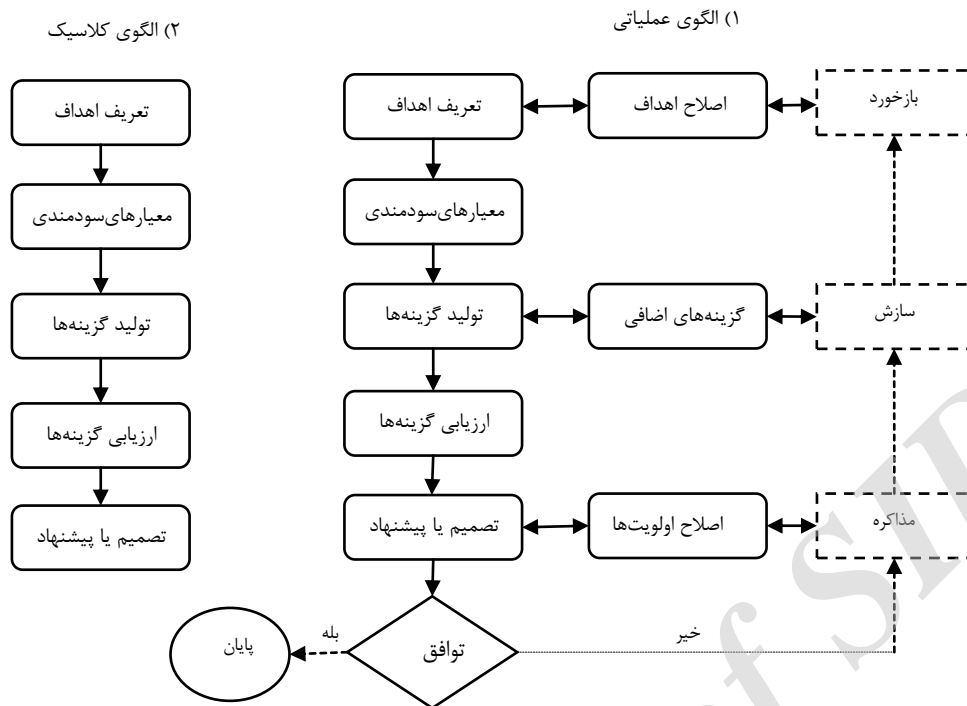 ۱) الگوی عملیاتی
۲) الگوی کلاسیک
بازخورد
اصلاح اهداف
تعریف اهداف
تعریف اهداف
معیارهای‌سودمندی
معیارهای‌سودمندی
سازش
گزینه‌های اضافی
تولید گزینه‌ها
تولید گزینه‌ها
ارزیابی گزینه‌ها
ارزیابی گزینه‌ها
مذاکره
اصلاح اولویت‌ها
تصمیم یا پیشنهاد
تصمیم یا پیشنهاد
خیر
توافق
بله
پایان
of SID